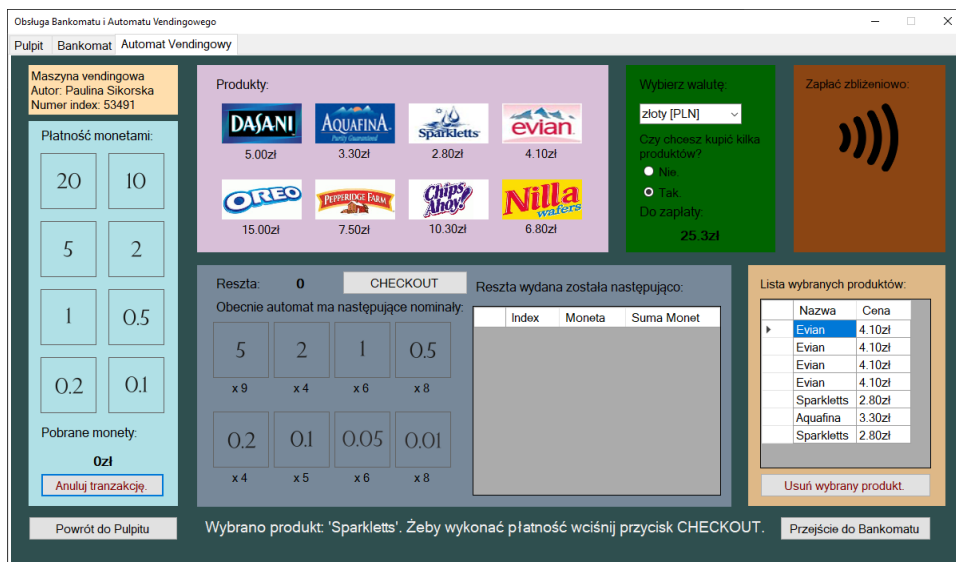 Obsługa Bankomatu i Automatu Vendingowego
Pulpit Bankomat Automat Vendingowy
Maszyna vendingowa
Autor: Paulina Sikorska
Numer index: 53491
Płatność monetami:
20 10
5 2
1 0.5
0.2 0.1
Pobrane monety:
0zł
Anuluj tranzakcję.
Powrót do Pulpitu
Produkty:
DASANI
AQUAFINA.
Purity Guaranteed
Sparkletts
evian.
5.00zł 3.30zł 2.80zł 4.10zł
OREO
PEPPERIDGE FARM
Chips Ahoy!
Nilla
wafers
15.00zł 7.50zł 10.30zł 6.80zł
Wybierz walutę:
złoty [PLN]
Czy chcesz kupić kilka
produktów?
Nie.
Tak.
Do zapłaty:
25.3zł
Zapłać zbliżeniowo:
Reszta: 0 CHECKOUT
Obecnie automat ma następujące nominały:
5 2 1 0.5
x 9 x 4 x 6 x 8
0.2 0.1 0.05 0.01
x 4 x 5 x 6 x 8
Reszta wydana została następująco:
Index Moneta Suma Monet
Lista wybranych produktów:
Nazwa Cena
Evian 4.10zł
Evian 4.10zł
Evian 4.10zł
Evian 4.10zł
Sparkletts 2.80zł
Aquafina 3.30zł
Sparkletts 2.80zł
Usuń wybrany produkt.
Wybrano produkt: 'Sparkletts'. Żeby wykonać płatność wciśnij przycisk CHECKOUT.
Przejście do Bankomatu